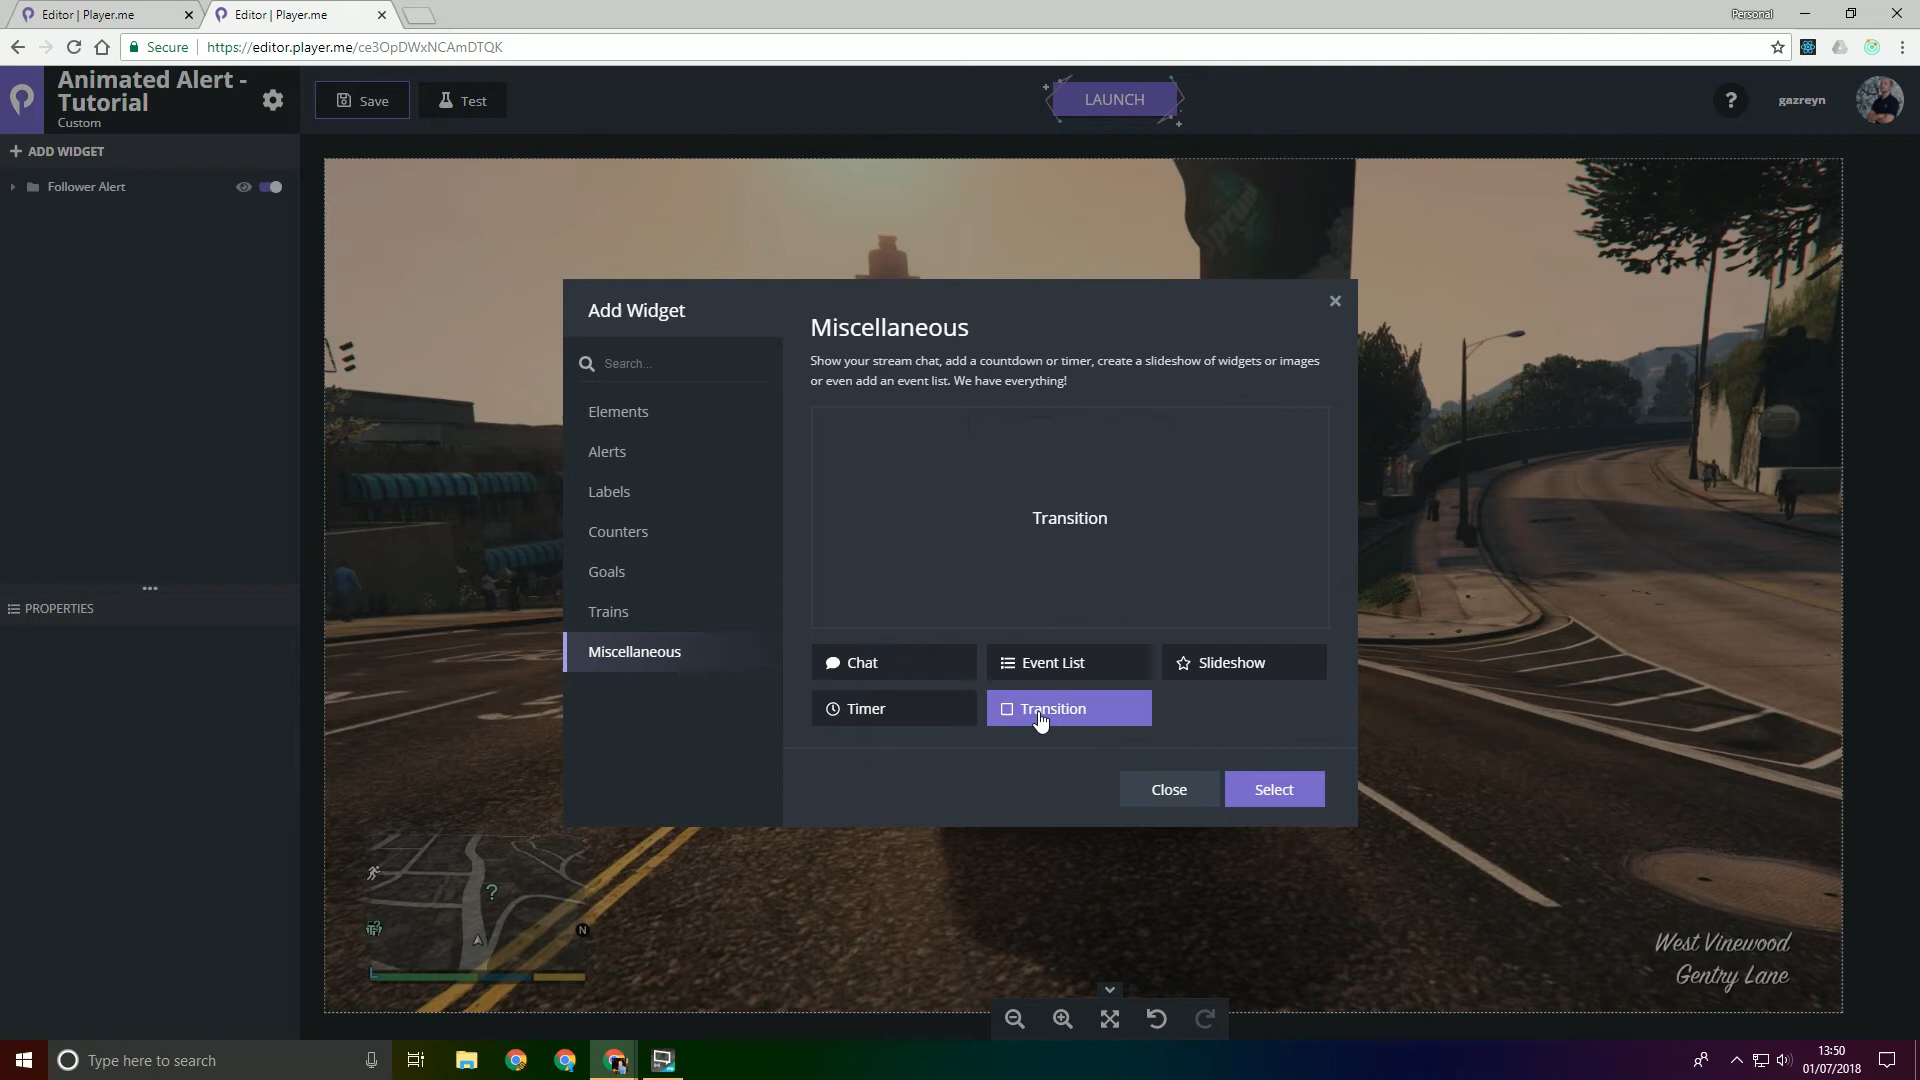 Editor | Player.me
Editor | Player.me
Personal
Secure
https://editor.player.me/ce3OpDWxNCAmDTQK
Animated Alert -
Tutorial
Custom
Save
Test
LAUNCH
?
gazreyn
ADD WIDGET
Follower Alert
PROPERTIES
Add Widget
Search...
Elements
Alerts
Labels
Counters
Goals
Trains
Miscellaneous
Miscellaneous
Show your stream chat, add a countdown or timer, create a slideshow of widgets or images
or even add an event list. We have everything!
Transition
Chat
Event List
Slideshow
Timer
Transition
Close
Select
sprunk
?
N
West Vinewood
Gentry Lane
Type here to search
13:50
01/07/2018